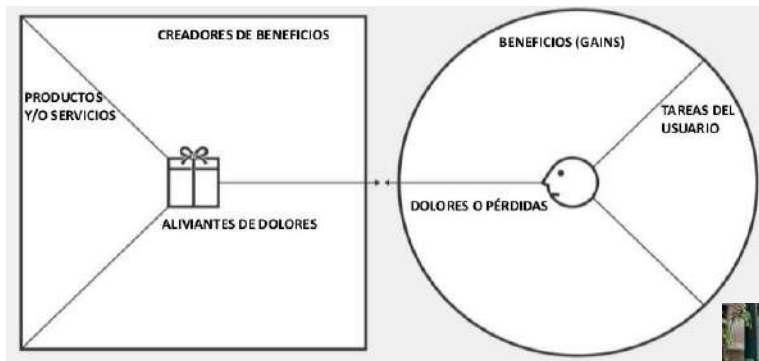 CREADORES DE BENEFICIOS
PRODUCTOS
Y/O SERVICIOS
ALIVIANTES DE DOLORES
BENEFICIOS (GAINS)
TAREAS DEL
USUARIO
DOLORES O PÉRDIDAS